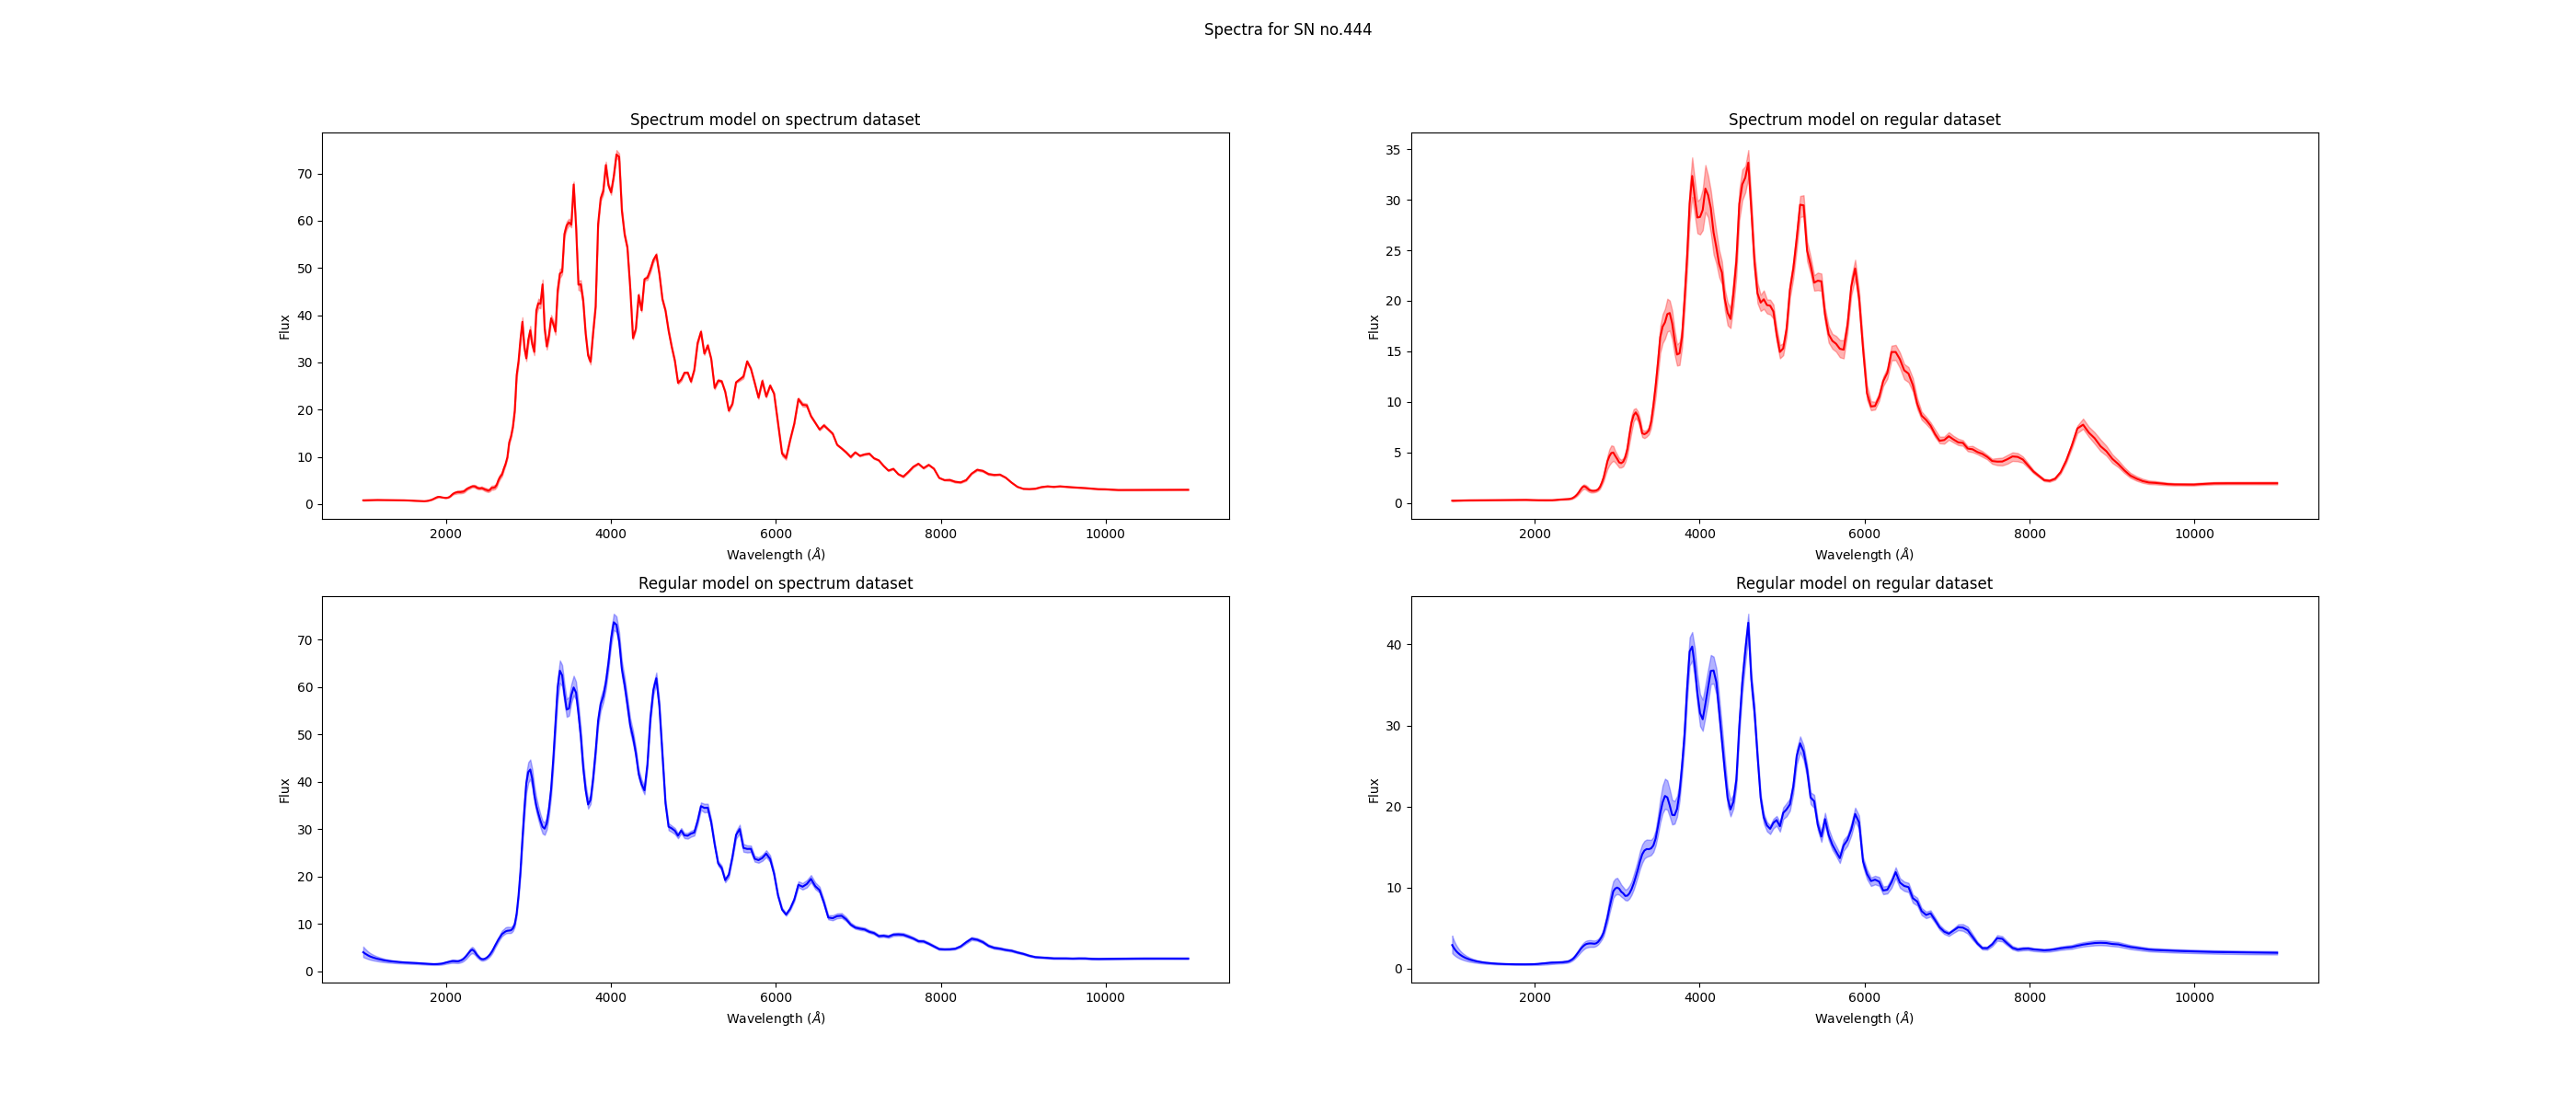 Spectra for SN no.444
Spectrum model on spectrum dataset
Flux
70
60
50
40
30
20
10
0
2000 4000 6000 8000 10000
Wavelength (Å)
Spectrum model on regular dataset
Flux
35
30
25
20
15
10
5
0
2000 4000 6000 8000 10000
Wavelength (Å)
Regular model on spectrum dataset
Flux
70
60
50
40
30
20
10
0
2000 4000 6000 8000 10000
Wavelength (Å)
Regular model on regular dataset
Flux
40
30
20
10
0
2000 4000 6000 8000 10000
Wavelength (Å)